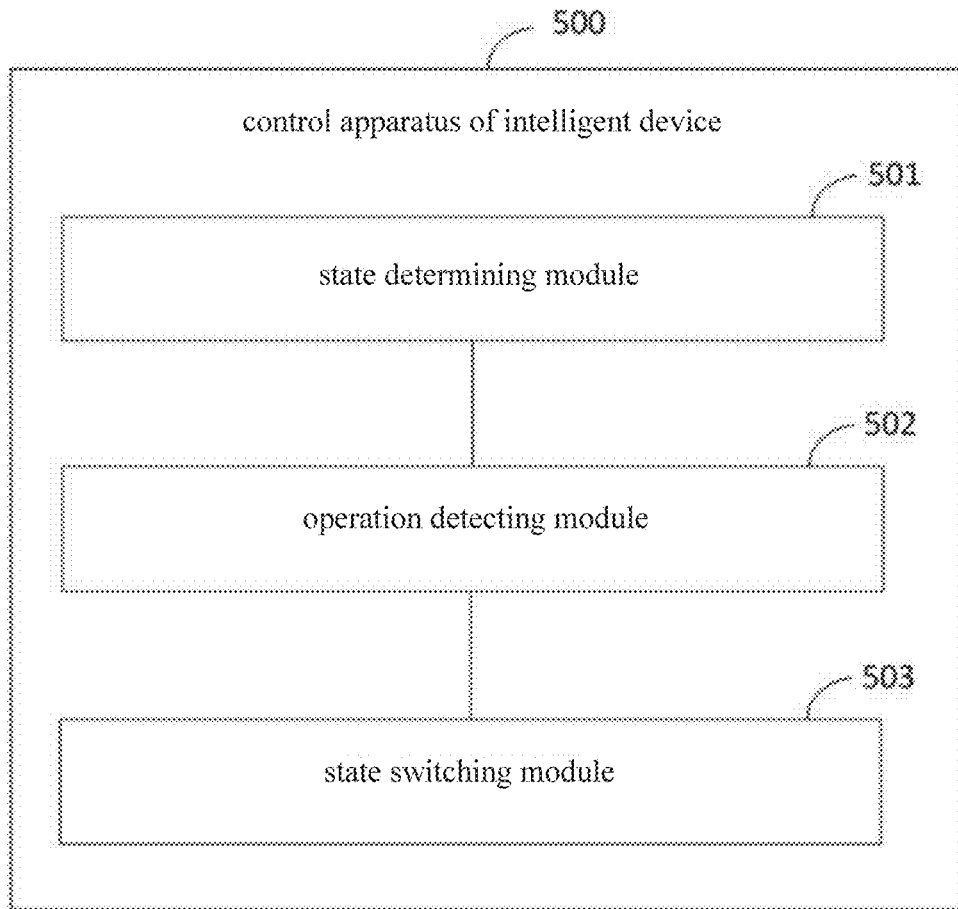 500
control apparatus of intelligent device
501
state determining module
502
operation detecting module
503
state switching module